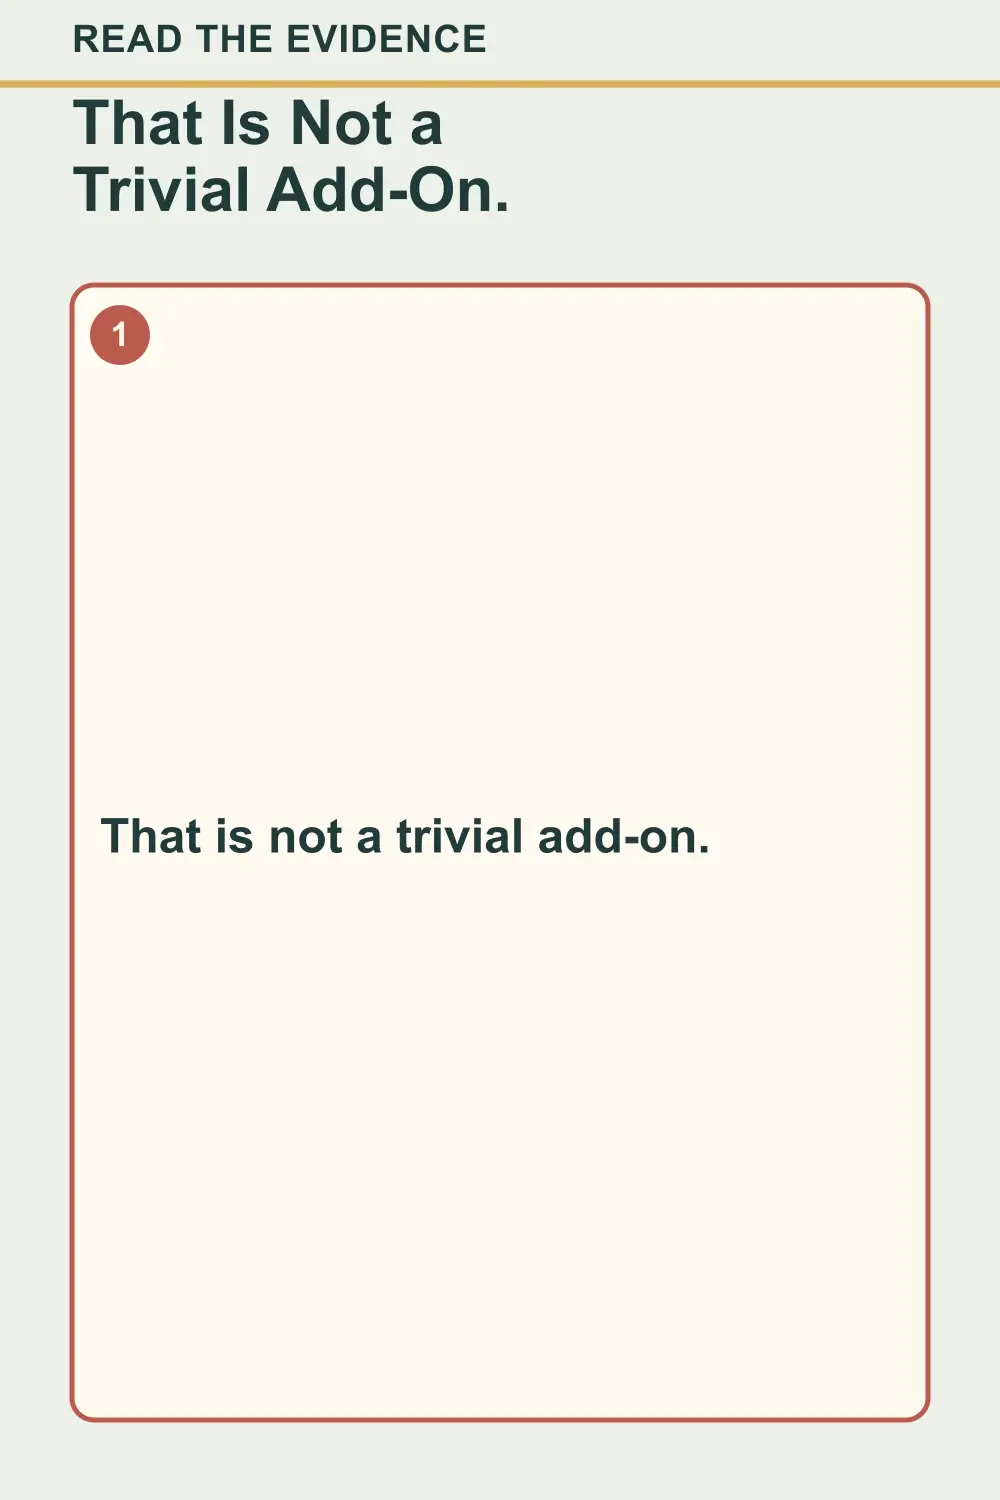 READ THE EVIDENCE
That Is Not a
Trivial Add-On.
1
That is not a trivial add-on.